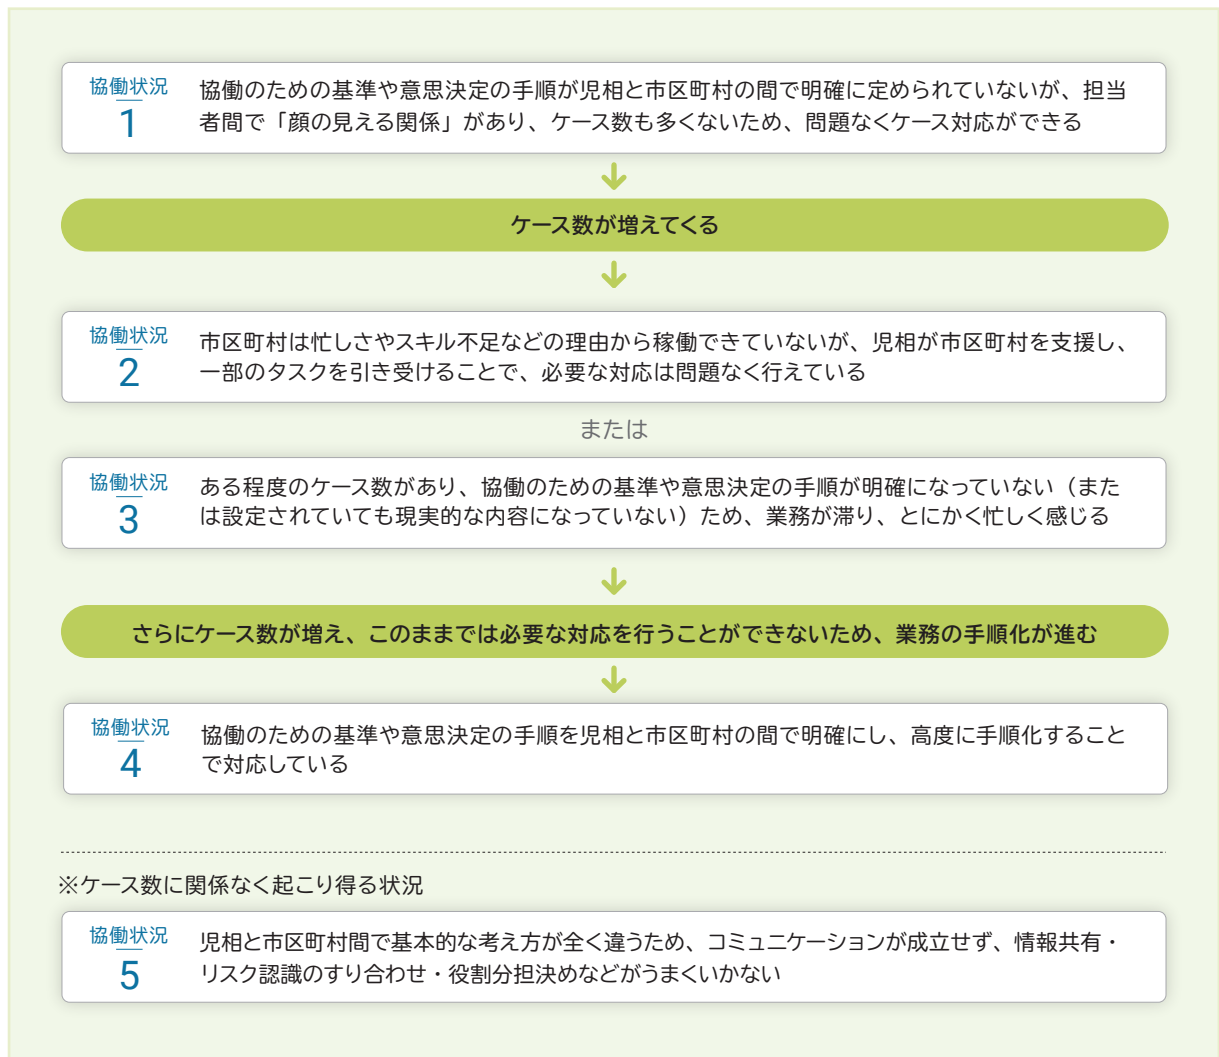 協働状況
1
協働のための基準や意思決定の手順が児相と市区町村の間で明確に定められていないが、担当
者間で「顔の見える関係」があり、ケース数も多くないため、問題なくケース対応ができる
ケース数が増えてくる
協働状況
2
市区町村は忙しさやスキル不足などの理由から稼働できていないが、児相が市区町村を支援し、
一部のタスクを引き受けることで、必要な対応は問題なく行えている
または
協働状況
3
ある程度のケース数があり、協働のための基準や意思決定の手順が明確になっていない（また
は設定されていても現実的な内容になっていない）ため、業務が滞り、とにかく忙しく感じる
さらにケース数が増え、このままでは必要な対応を行うことができないため、業務の手順化が進む
協働状況
4
協働のための基準や意思決定の手順を児相と市区町村の間で明確にし、高度に手順化すること
で対応している
※ケース数に関係なく起こり得る状況
協働状況
5
児相と市区町村間で基本的な考え方が全く違うため、コミュニケーションが成立せず、情報共有・
リスク認識のすり合わせ・役割分担決めなどがうまくいかない